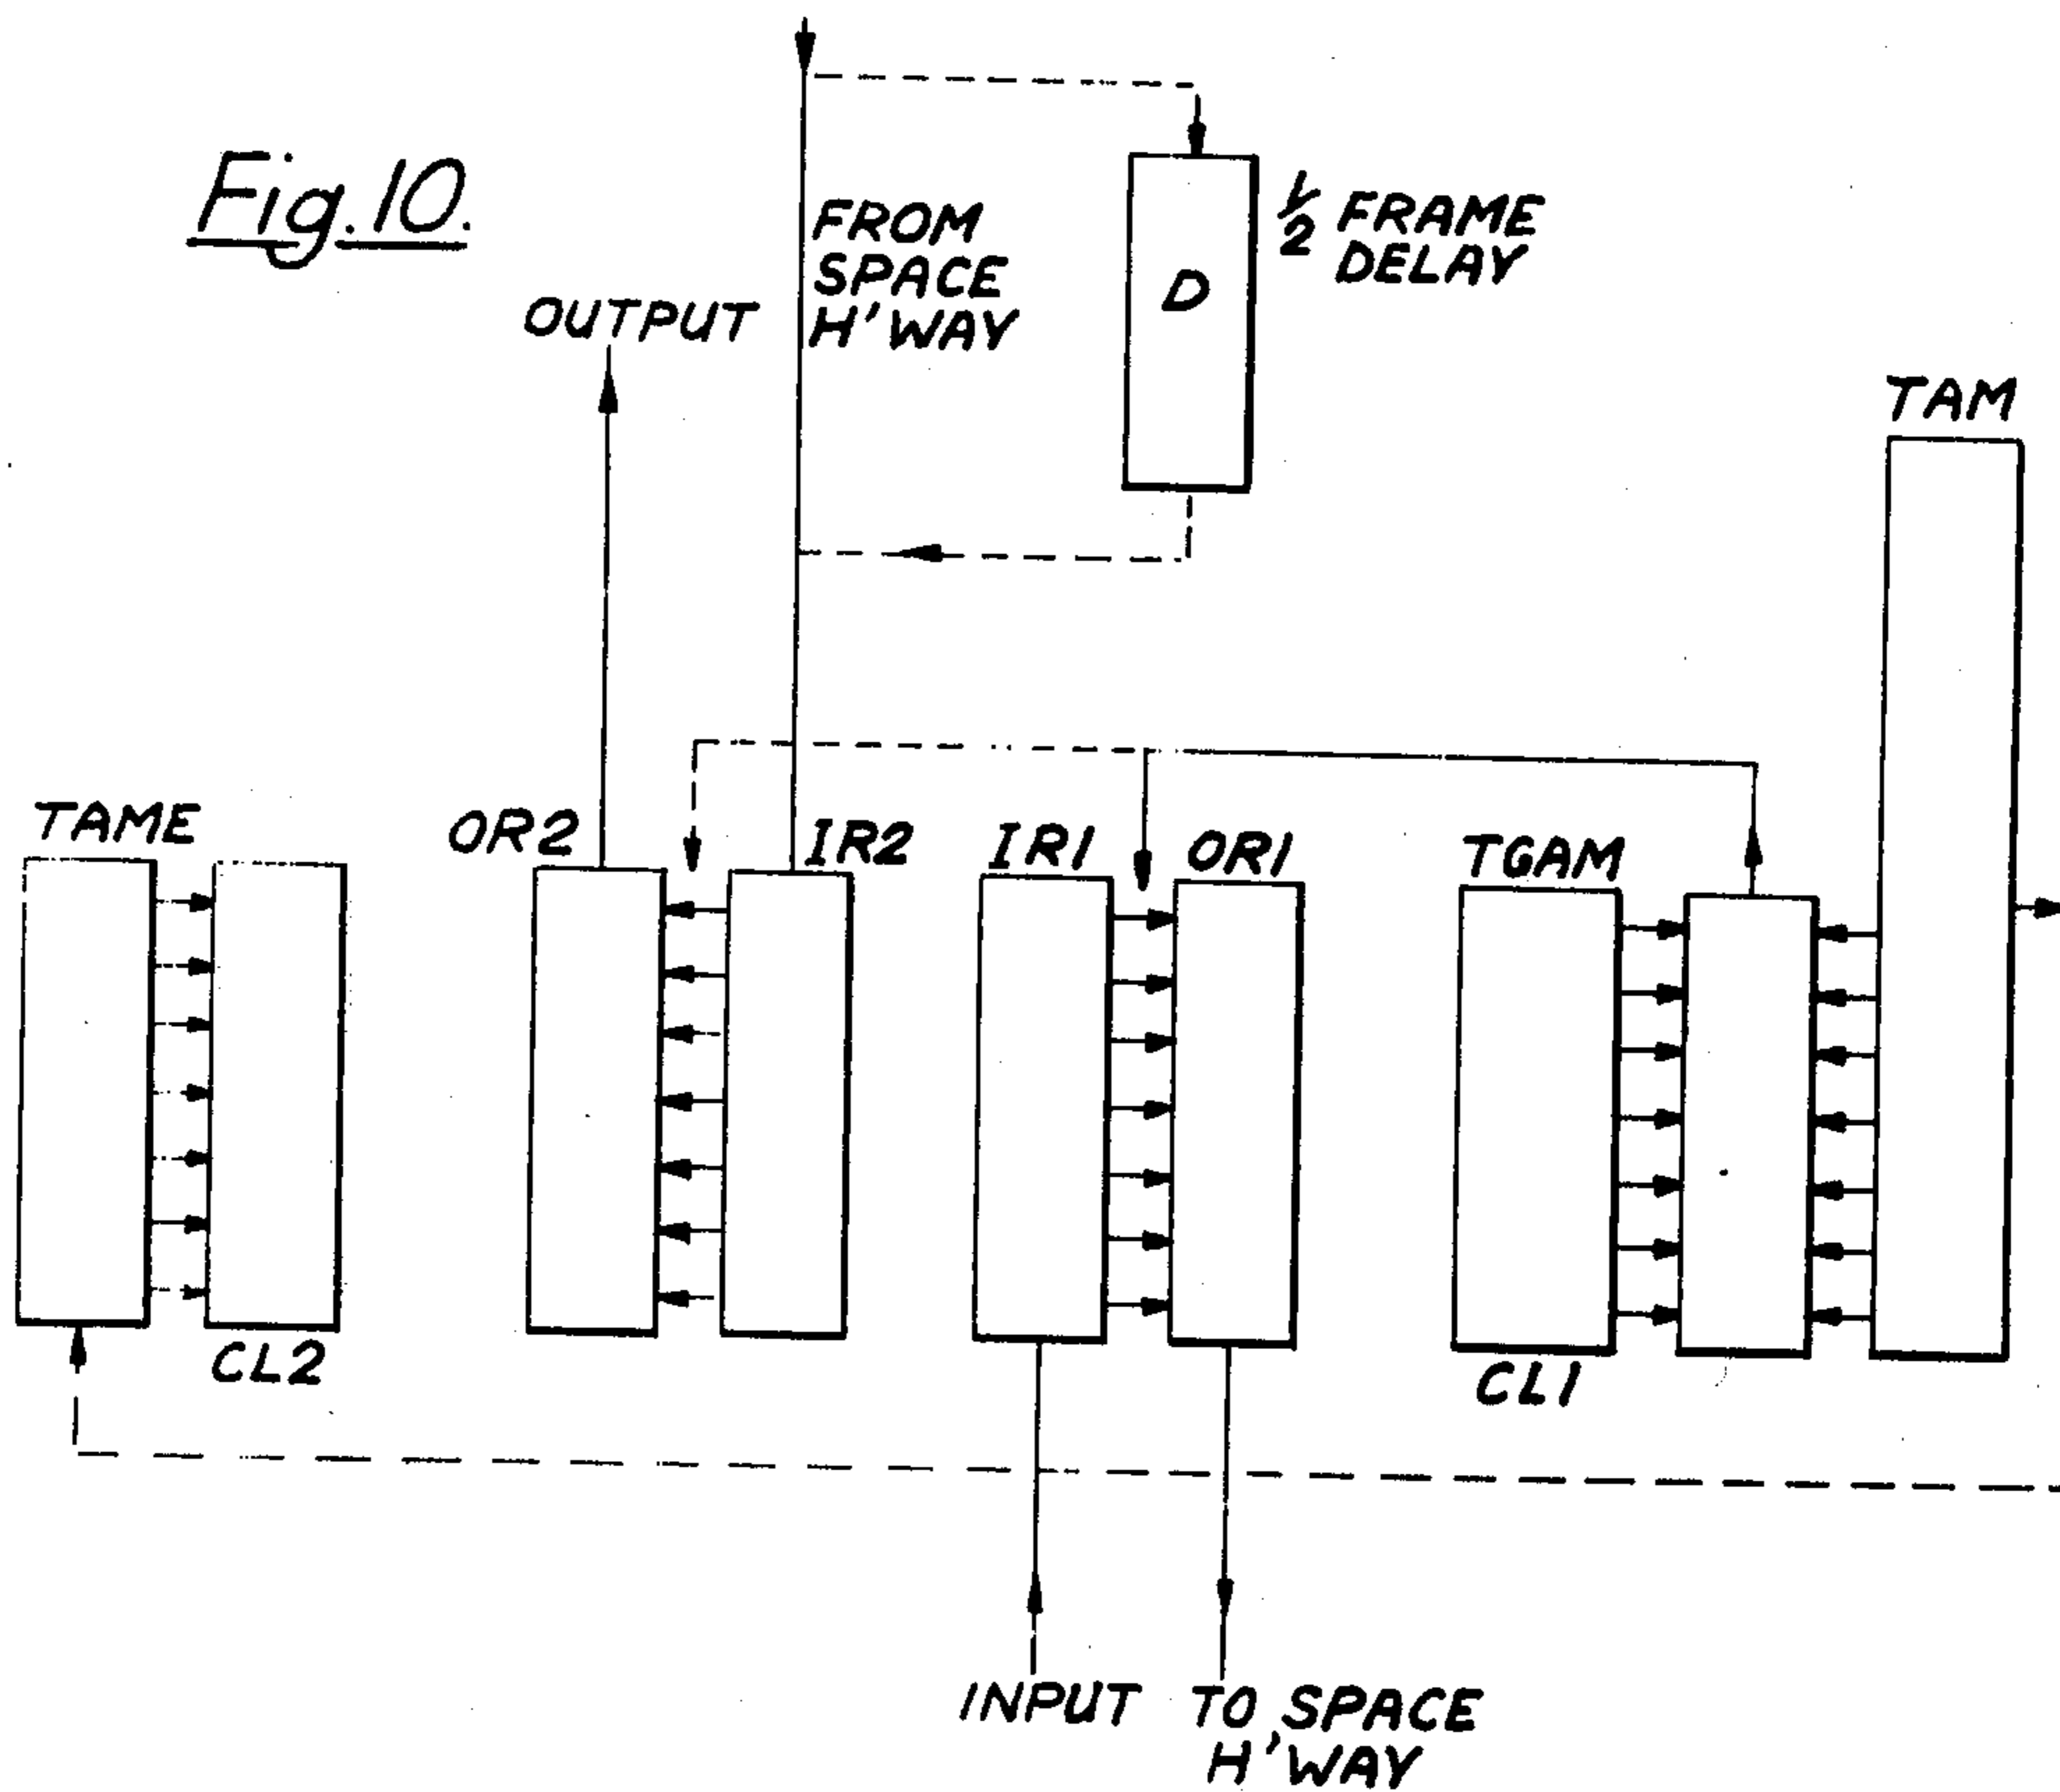 Fig. 10.
FROM
SPACE
H'WAY
1/2 FRAME
DELAY
D
OUTPUT
TAM
TAME
OR2
IR2
IR1
OR1
TGAM
CL2
CL1
INPUT
TO SPACE
H'WAY